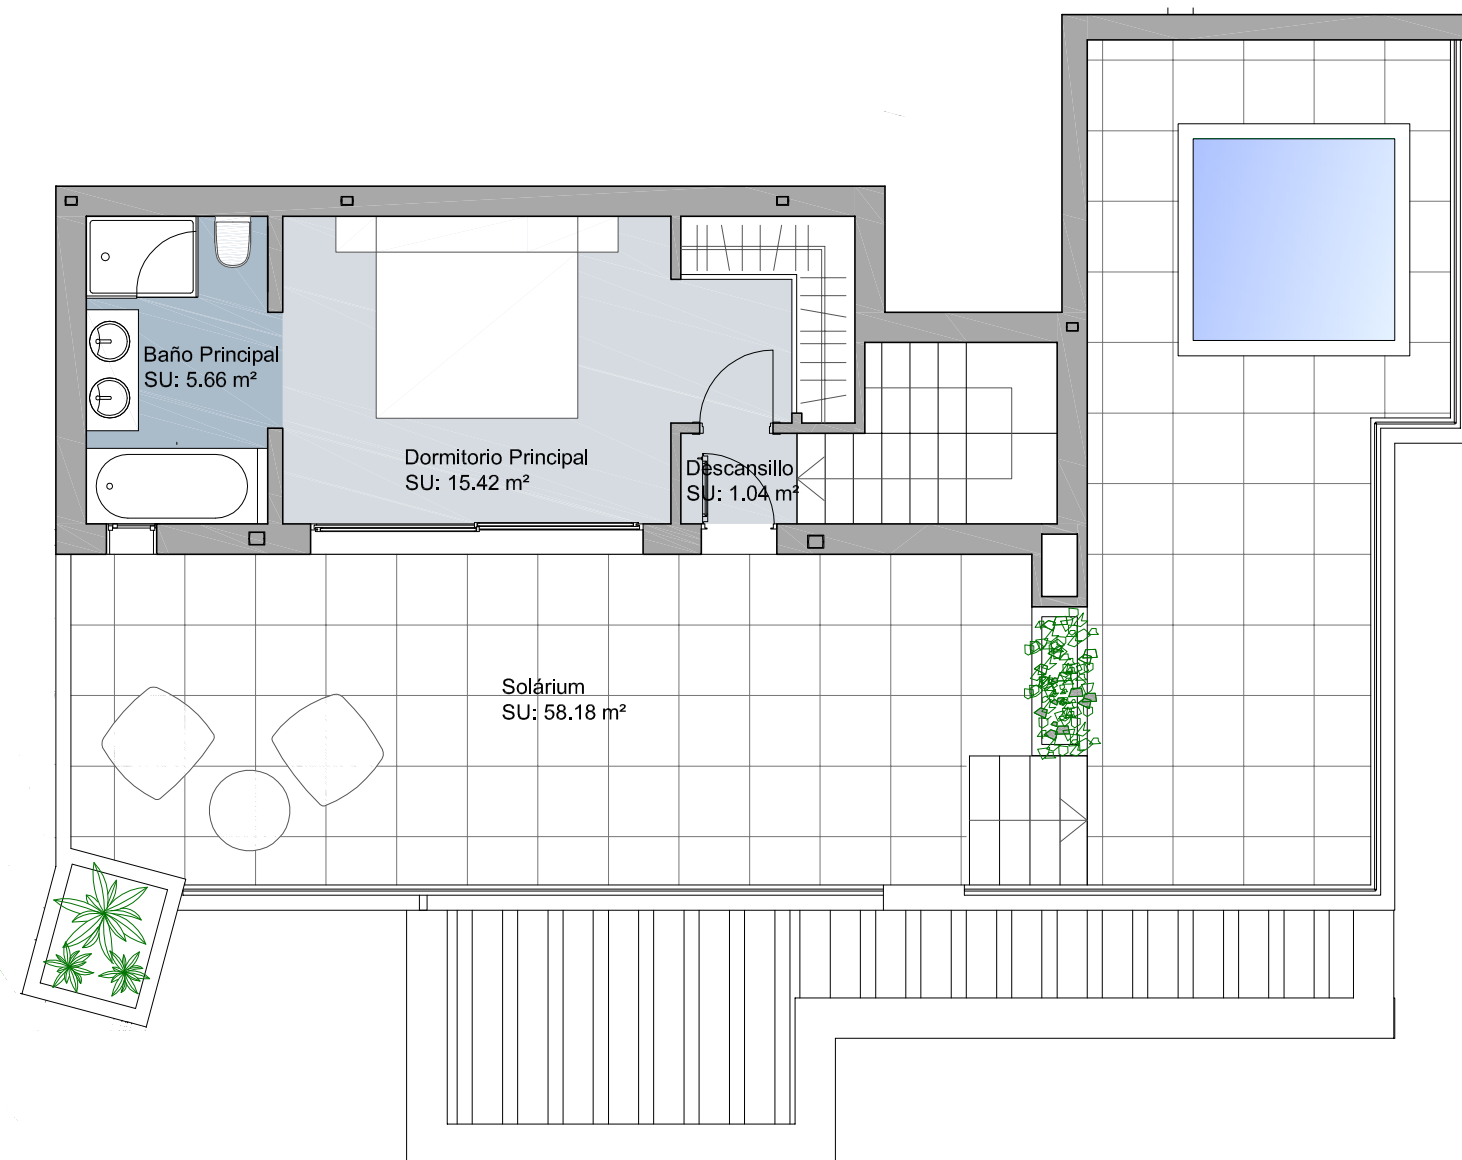 Baño Principal
SU: 5.66 m²
Dormitorio Principal
SU: 15.42 m²
Descansillo
SU: 1.04 m²
Solárium
SU: 58.18 m²